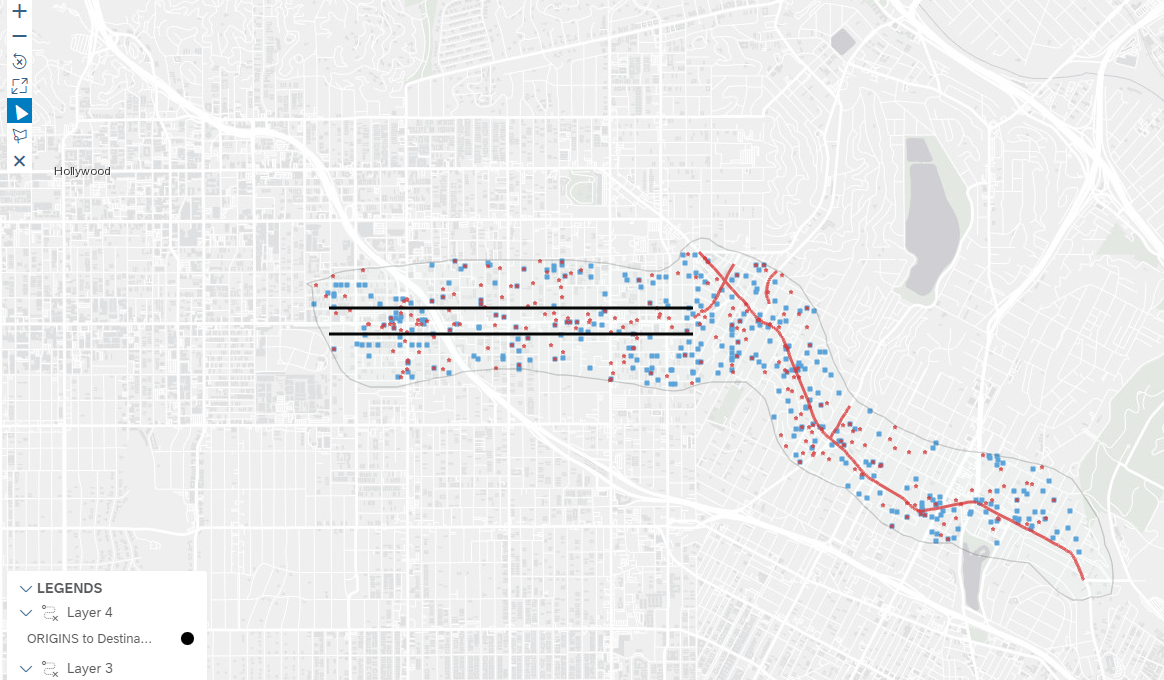 Hollywood
LEGENDS
Layer 4
ORIGINS to Destina...
Layer 3